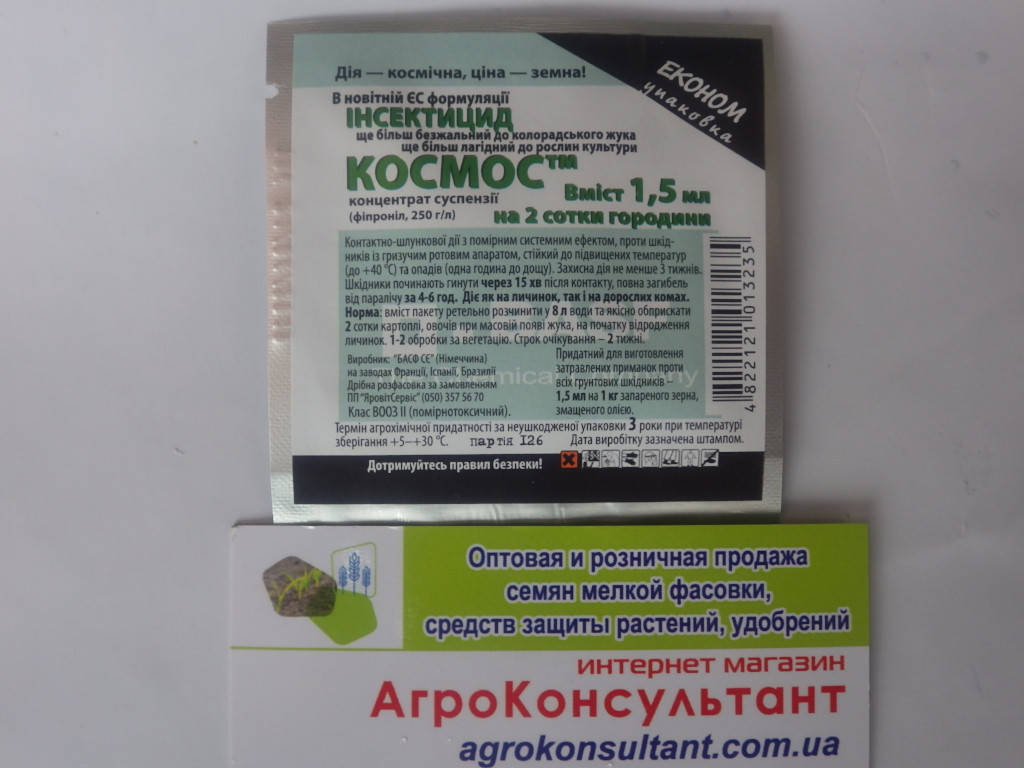 Дія — космічна, ціна — земна!
ЕКОНОМ
упаковка
В новітній ЄС формуляції
ІНСЕКТИЦИД
ще більш безжальний до колорадського жука
ще більш лагідний до рослин культури
КОСМОС™
концентрат суспензії
(фіпроніл, 250 г/л)
Вміст 1,5 мл
на 2 сотки городини
Контактно-шлункової дії з помірним системним ефектом, проти шкід-
ників із гризучим ротовим апаратом, стійкий до підвищених температур
(до +40 °С) та опадів (одна година до дощу). Захисна дія не менше 3 тижнів.
Шкідники починають гинути через 15 хв після контакту, повна загибель
від паралічу за 4-6 год. Діє як на личинок, так і на дорослих комах.
Норма: вміст пакету ретельно розчинити у 8 л води та якісно обприскати
2 сотки картоплі, овочів при масовій появі жука, на початку відродження
личинок. 1-2 обробки за вегетацію. Строк очікування – 2 тижні.
Виробник: "БАСФ СЕ" (Німеччина)
на заводах Франції, Іспанії, Бразилії
Дрібна розфасовка за замовленням
ПП"ЯровітСервіс" (050) 357 56 70
Клас ВООЗ ІІ (помірнотоксичний).
Придатний для виготовлення
затравлених приманок проти
всіх грунтових шкідників –
1,5 мл на 1 кг запареного зерна,
змащеного олією.
Термін агрохімічної придатності за неушкодженої упаковки 3 роки при температурі
зберігання +5–+30 °С. партія І26 Дата виробітку зазначена штампом.
Дотримуйтесь правил безпеки!
4 822121 013235
Оптовая и розничная продажа
семян мелкой фасовки,
средств защиты растений, удобрений
интернет магазин
АгроКонсультант
agrokonsultant.com.ua